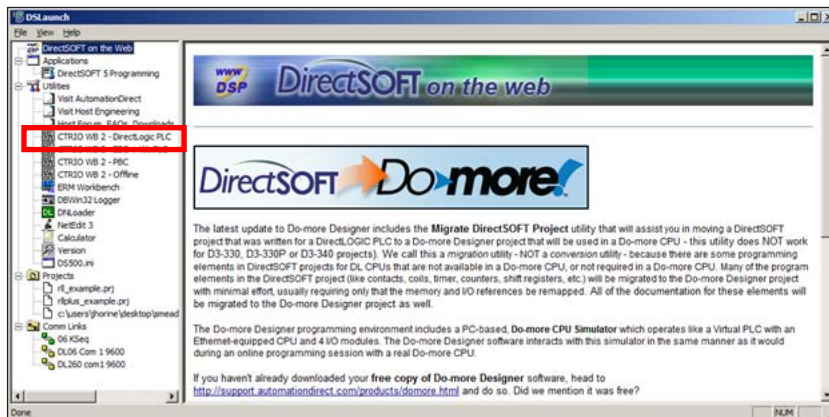 DSLaunch
File View Help
DirectSOFT on the Web
Applications
DirectSOFT 5 Programming
Utilities
Visit AutomationDirect
Visit Host Engineering
Host Forum, FAQs, Downloads
CTRIO WB 2 - DirectLogic PLC
CTRIO WB 2 - PBC
CTRIO WB 2 - Offline
ERM Workbench
DBWin32 Logger
DNLoader
NetEdit 3
Calculator
Version
DS500.ini
Projects
rll_example.prj
rllplus_example.prj
c:\users\jhorine\desktop\smead
Comm Links
06 KSeq
DL06 Com 1 9600
DL260 com1 9600
www
DSP
DirectSOFT on the web
DirectSOFT Do-more!
The latest update to Do-more Designer includes the Migrate DirectSOFT Project utility that will assist you in moving a DirectSOFT
project that was written for a DirectLOGIC PLC to a Do-more Designer project that will be used in a Do-more CPU - this utility does NOT work
for D3-330, D3-330P or D3-340 projects). We call this a migration utility - NOT a conversion utility - because there are some programming
elements in DirectSOFT projects for DL CPUs that are not available in a Do-more CPU, or not required in a Do-more CPU. Many of the program
elements in the DirectSOFT project (like contacts, coils, timer, counters, shift registers, etc.) will be migrated to the Do-more Designer project
with minimal effort, usually requiring only that the memory and I/O references be remapped. All of the documentation for these elements will
be migrated to the Do-more Designer project as well.
The Do-more Designer programming environment includes a PC-based, Do-more CPU Simulator which operates like a Virtual PLC with an
Ethernet-equipped CPU and 4 I/O modules. The Do-more Designer software interacts with this simulator in the same manner as it would
during an online programming session with a real Do-more CPU.
If you haven't already downloaded your free copy of Do-more Designer software, head to
http://support.automationdirect.com/products/domore.html and do so. Did we mention it was free?
Done
NUM